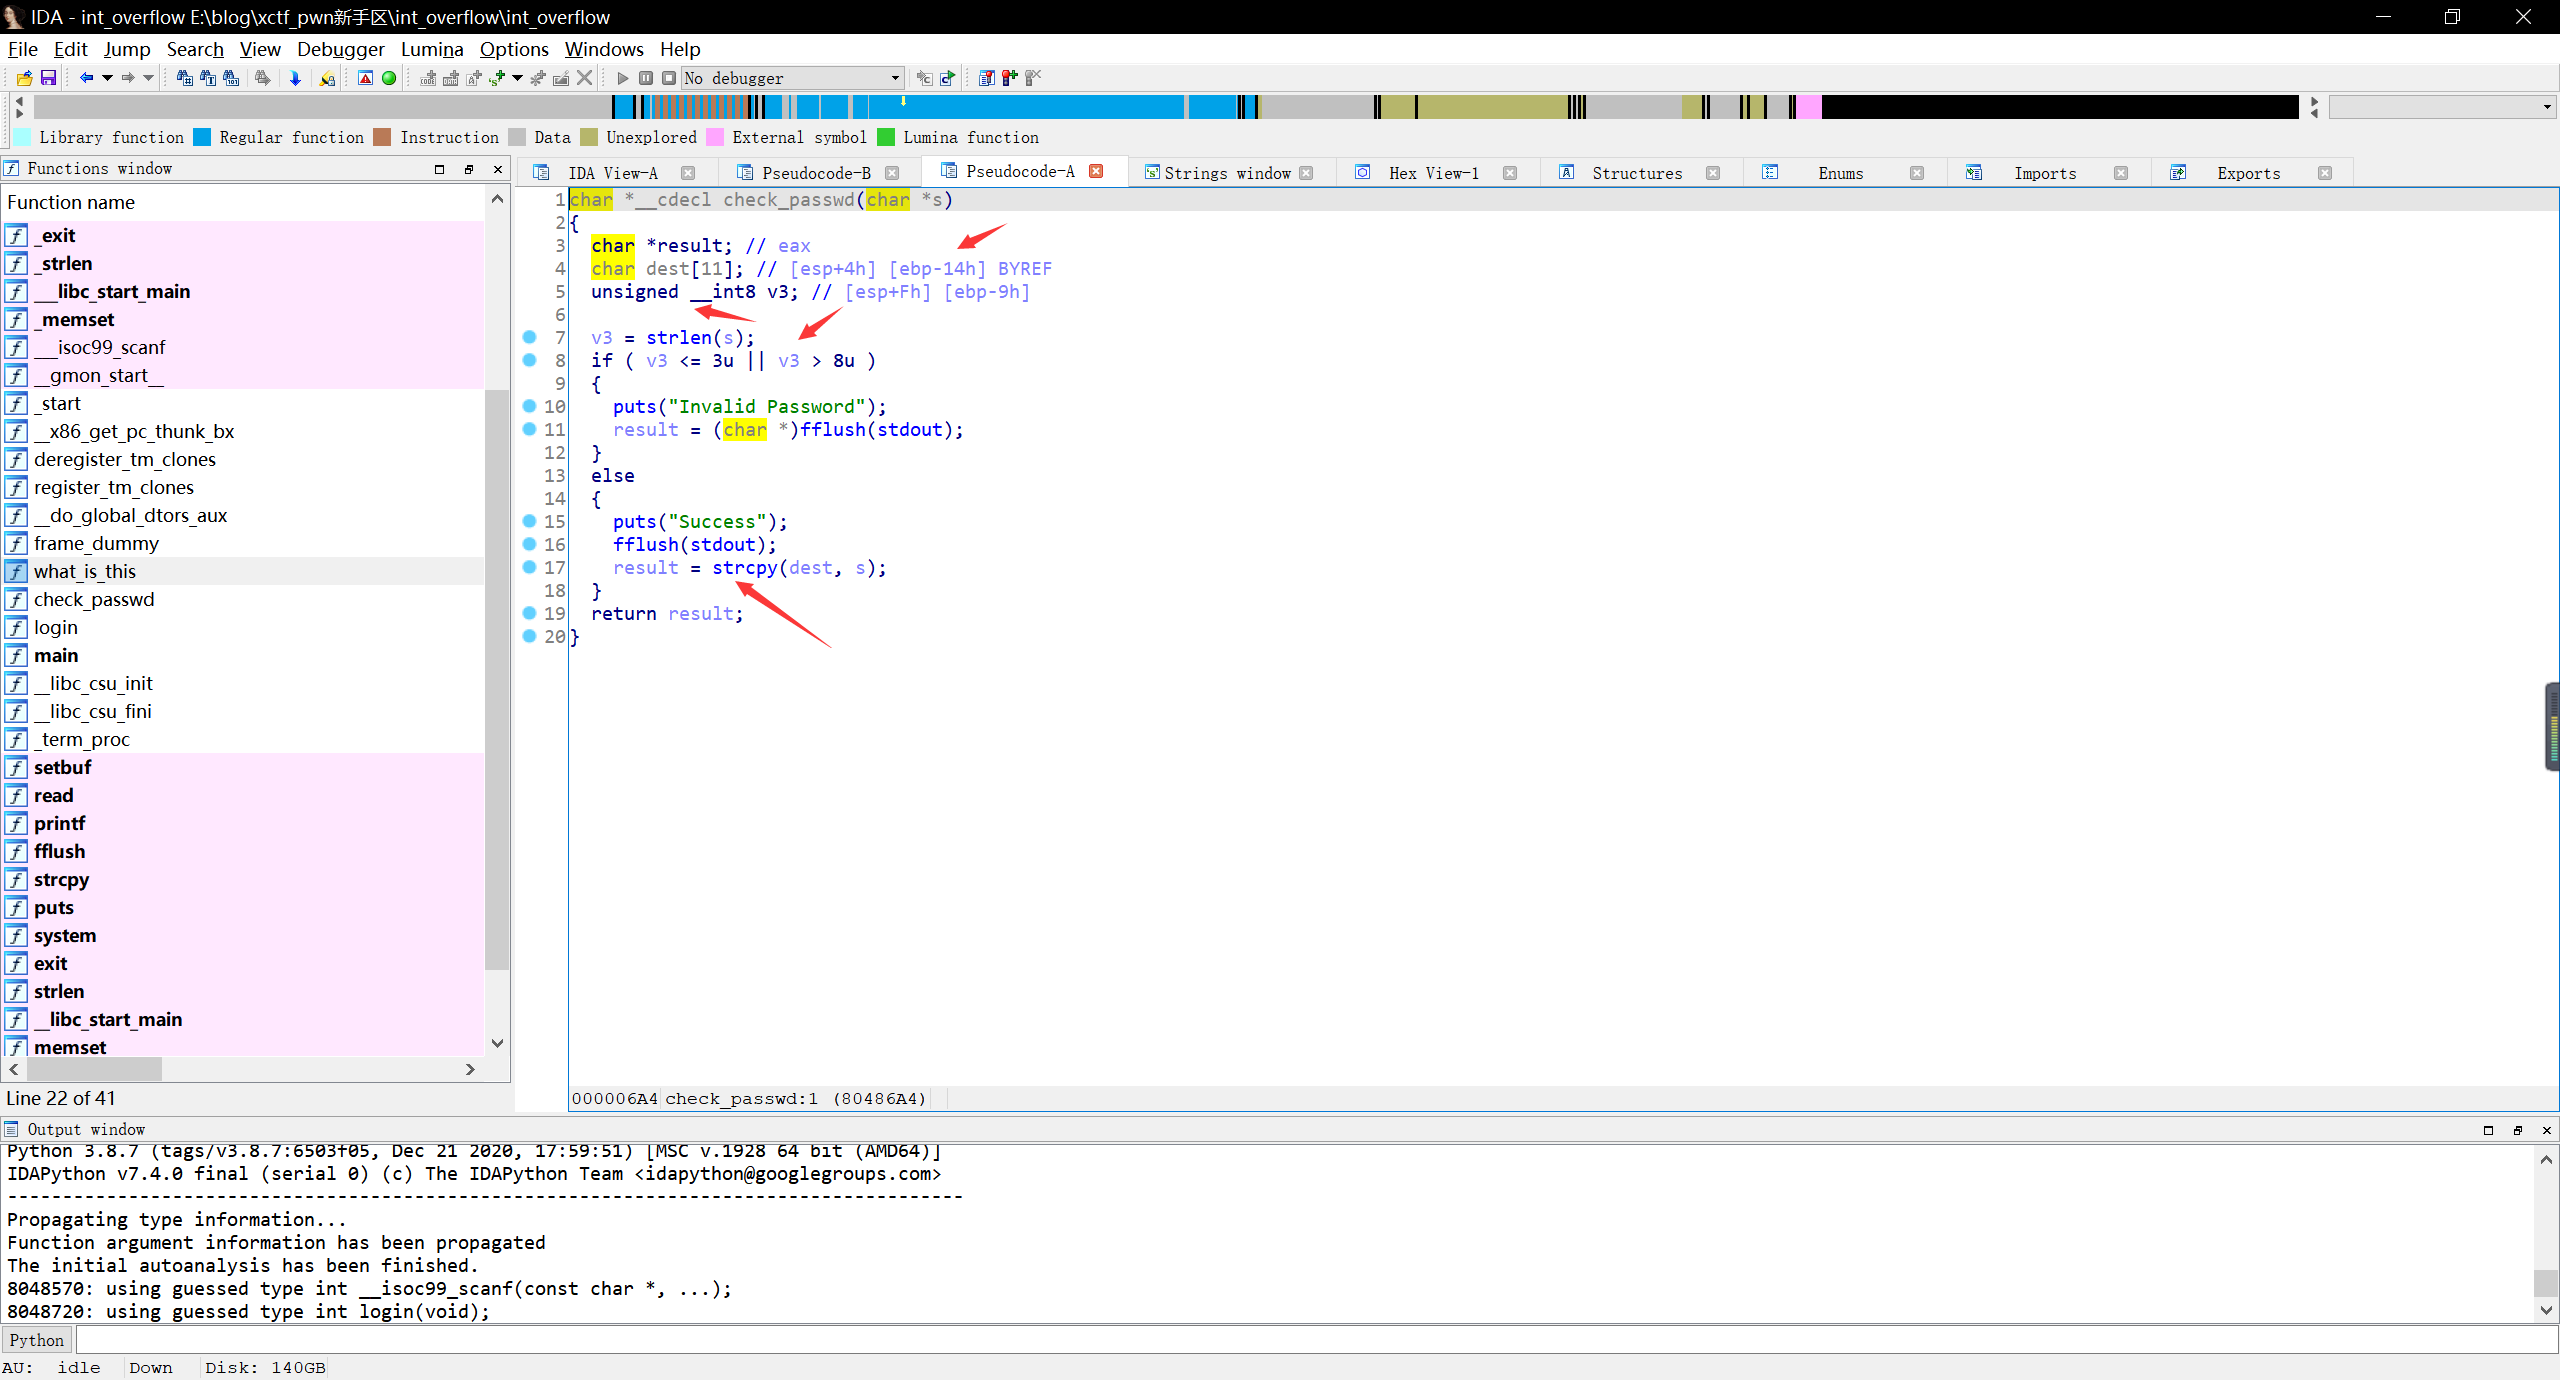 IDA - int_overflow E:\blog\xctf_pwn新手区\int_overflow\int_overflow
File Edit Jump Search View Debugger Lumina Options Windows Help
No debugger
Library function Regular function Instruction Data Unexplored External symbol Lumina function
Functions window
IDA View-A Pseudocode-B Pseudocode-A Strings window Hex View-1 Structures Enums Imports Exports
Function name
_exit
_strlen
__libc_start_main
_memset
__isoc99_scanf
__gmon_start__
_start
__x86_get_pc_thunk_bx
deregister_tm_clones
register_tm_clones
__do_global_dtors_aux
frame_dummy
what_is_this
check_passwd
login
main
__libc_csu_init
__libc_csu_fini
_term_proc
setbuf
read
printf
fflush
strcpy
puts
system
exit
strlen
__libc_start_main
memset
Line 22 of 41
1 char *__cdecl check_passwd(char *s)
2 {
3 char *result; // eax
4 char dest[11]; // [esp+4h] [ebp-14h] BYREF
5 unsigned __int8 v3; // [esp+Fh] [ebp-9h]
6
7 v3 = strlen(s);
8 if ( v3 <= 3u || v3 > 8u )
9 {
10 puts("Invalid Password");
11 result = (char *)fflush(stdout);
12 }
13 else
14 {
15 puts("Success");
16 fflush(stdout);
17 result = strcpy(dest, s);
18 }
19 return result;
20 }
000006A4 check_passwd:1 (80486A4)
Output window
Python 3.8.7 (tags/v3.8.7:6503f05, Dec 21 2020, 17:59:51) [MSC v.1928 64 bit (AMD64)]
IDAPython v7.4.0 final (serial 0) (c) The IDAPython Team <idapython@googlegroups.com>
---------------------------------------------------------------------------------------
Propagating type information...
Function argument information has been propagated
The initial autoanalysis has been finished.
8048570: using guessed type int __isoc99_scanf(const char *, ...);
8048720: using guessed type int login(void);
Python
AU: idle Down Disk: 140GB